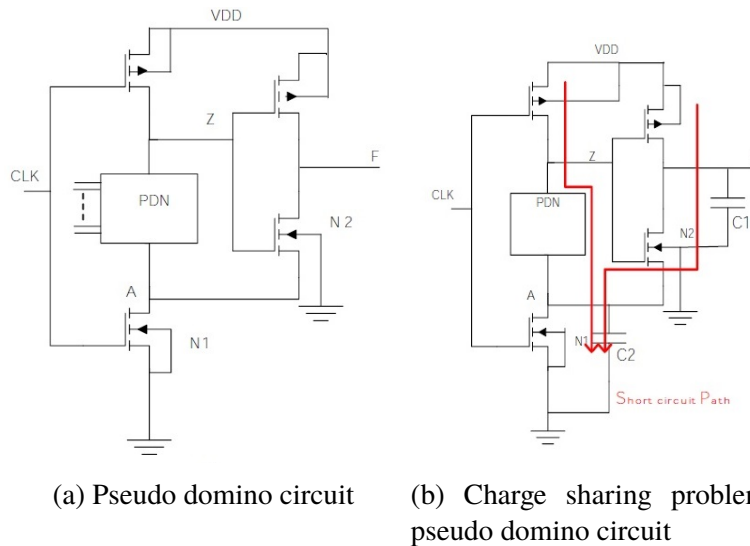 VDD
Z
F
CLK
PDN
N 2
A
N1
VDD
Z
CLK
PDN
C1
N2
A
N1
C2
Short circuit Path
(a) Pseudo domino circuit
(b) Charge sharing problem
pseudo domino circuit